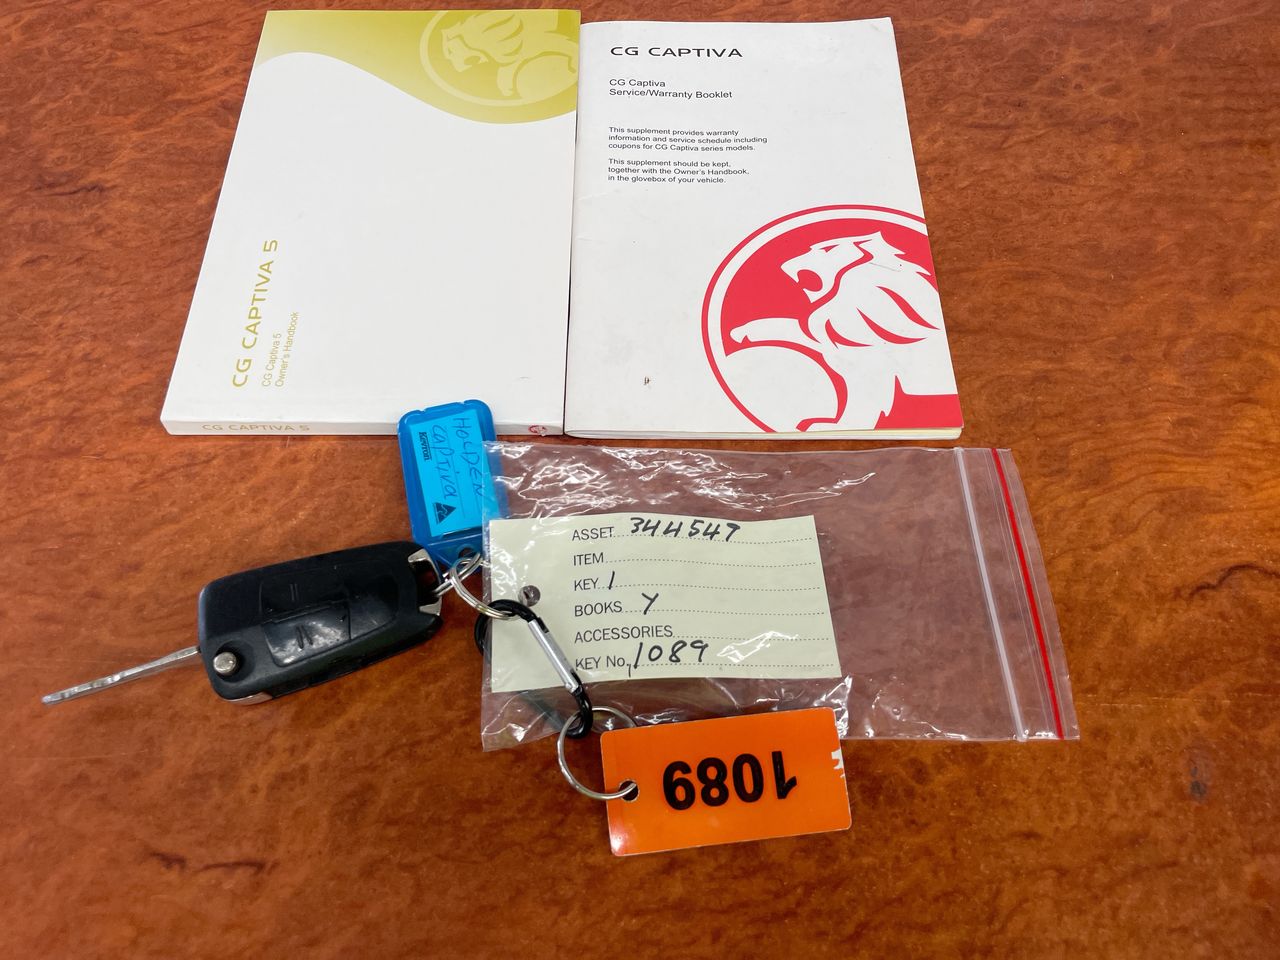 CG CAPTIVA 5
CG Captiva 5
Owner's Handbook
CG CAPTIVA 5
CG CAPTIVA
CG Captiva
Service/Warranty Booklet
This supplement provides warranty
information and service schedule including
coupons for CG Captiva series models.
This supplement should be kept,
together with the Owner's Handbook,
in the glovebox of your vehicle.
HOLDEN
Captiva
Kevron
ASSET 344547
ITEM
KEY 1
BOOKS Y
ACCESSORIES
KEY No. 1089
1089